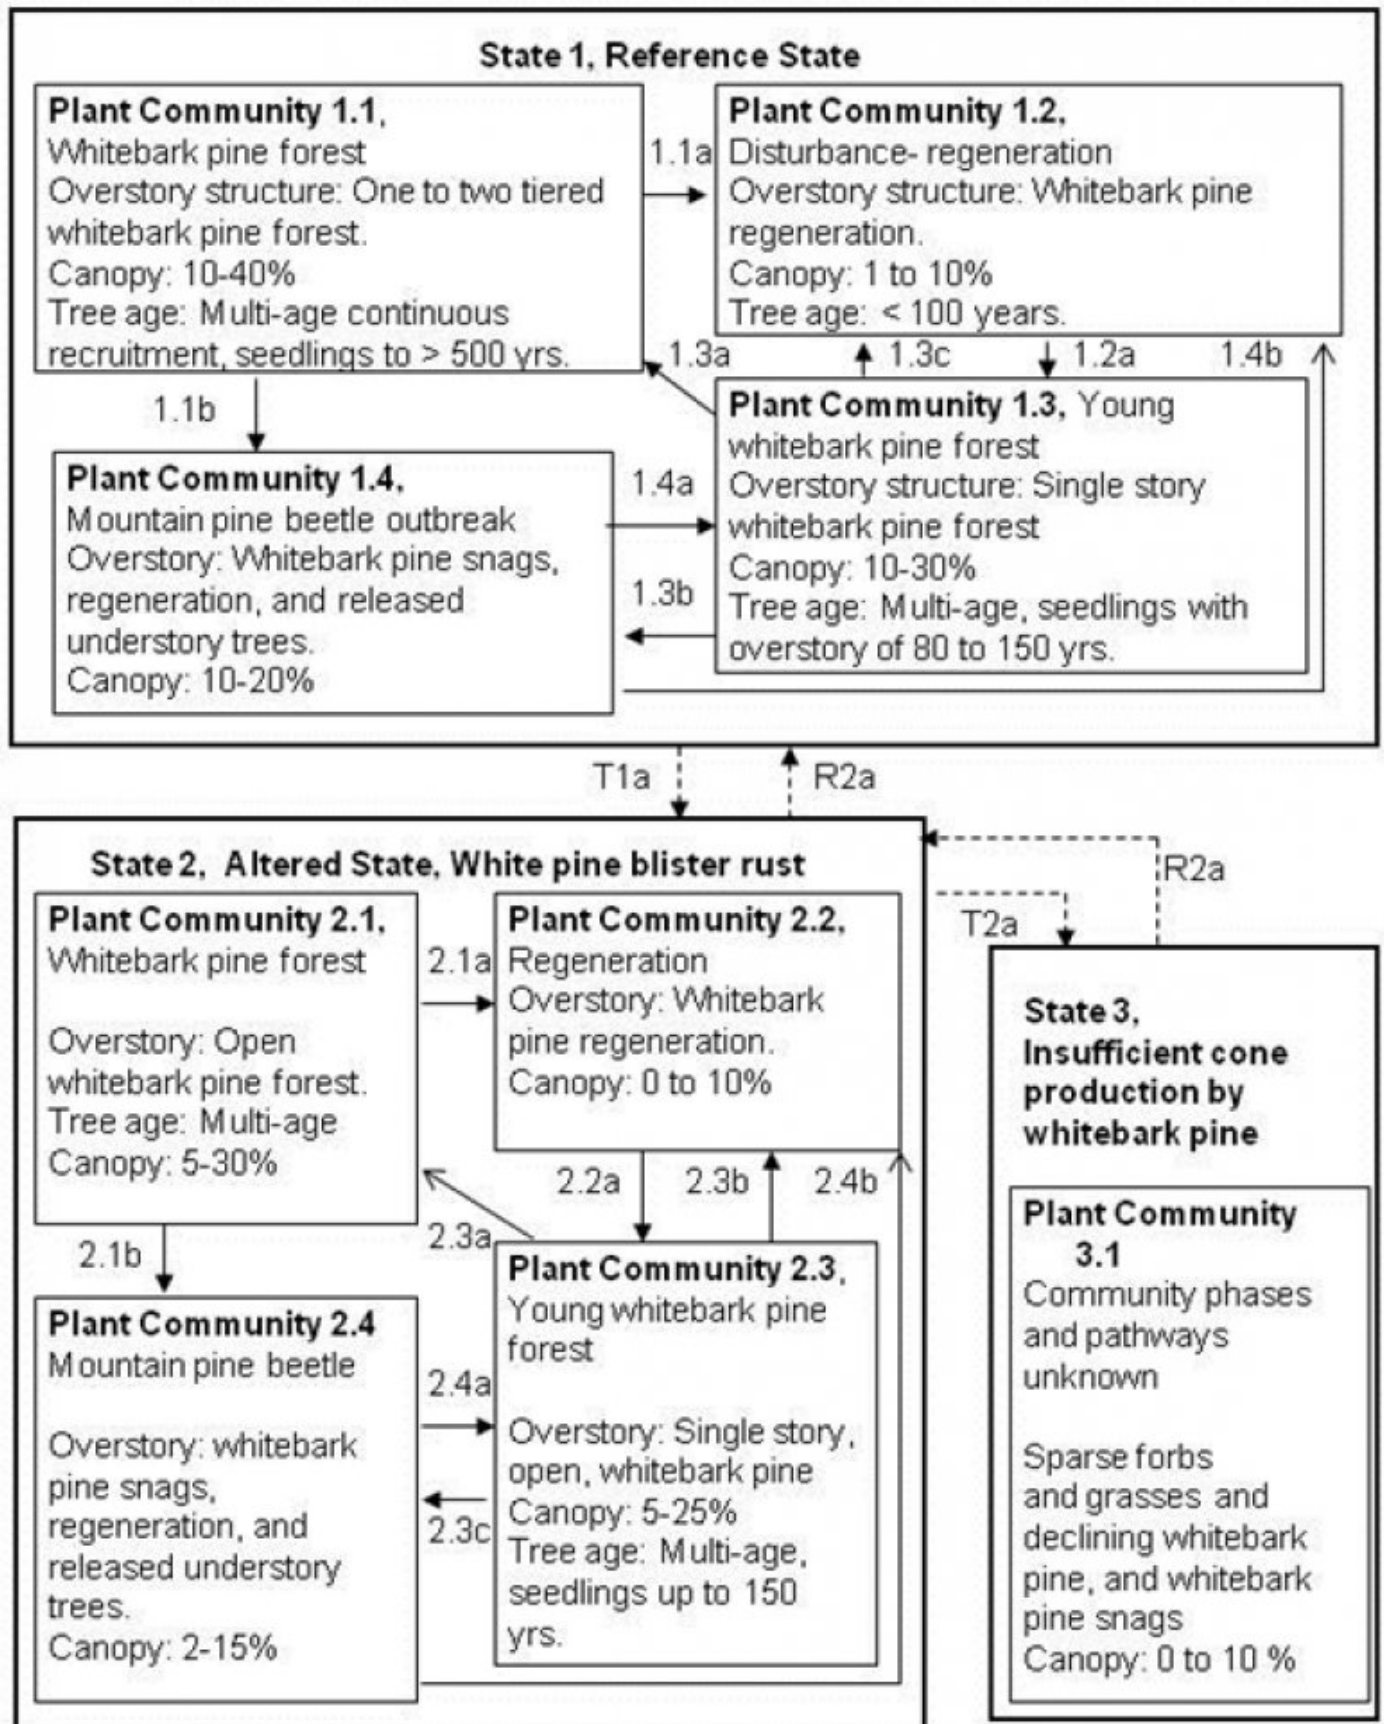 State 1, Reference State
Plant Community 1.1,
Whitebark pine forest
Overstory structure: One to two tiered
whitebark pine forest.
Canopy: 10-40%
Tree age: Multi-age continuous
recruitment, seedlings to > 500 yrs.
1.1a
Plant Community 1.2,
Disturbance- regeneration
Overstory structure: Whitebark pine
regeneration.
Canopy: 1 to 10%
Tree age: < 100 years.
1.3a
1.3c
1.2a
1.4b
1.1b
Plant Community 1.4,
Mountain pine beetle outbreak
Overstory: Whitebark pine snags,
regeneration, and released
understory trees.
Canopy: 10-20%
1.4a
1.3b
Plant Community 1.3, Young
whitebark pine forest
Overstory structure: Single story
whitebark pine forest
Canopy: 10-30%
Tree age: Multi-age, seedlings with
overstory of 80 to 150 yrs.
T1a
R2a
State 2, Altered State, White pine blister rust
Plant Community 2.1,
Whitebark pine forest
Overstory: Open
whitebark pine forest.
Tree age: Multi-age
Canopy: 5-30%
2.1a
Plant Community 2.2,
Regeneration
Overstory: Whitebark
pine regeneration.
Canopy: 0 to 10%
2.2a
2.3b
2.4b
2.3a
2.1b
Plant Community 2.4
Mountain pine beetle
Overstory: whitebark
pine snags,
regeneration, and
released understory
trees.
Canopy: 2-15%
2.4a
2.3c
Plant Community 2.3,
Young whitebark pine
forest
Overstory: Single story,
open, whitebark pine
Canopy: 5-25%
Tree age: Multi-age,
seedlings up to 150
yrs.
R2a
T2a
State 3,
Insufficient cone
production by
whitebark pine
Plant Community
3.1
Community phases
and pathways
unknown
Sparse forbs
and grasses and
declining whitebark
pine, and whitebark
pine snags
Canopy: 0 to 10 %